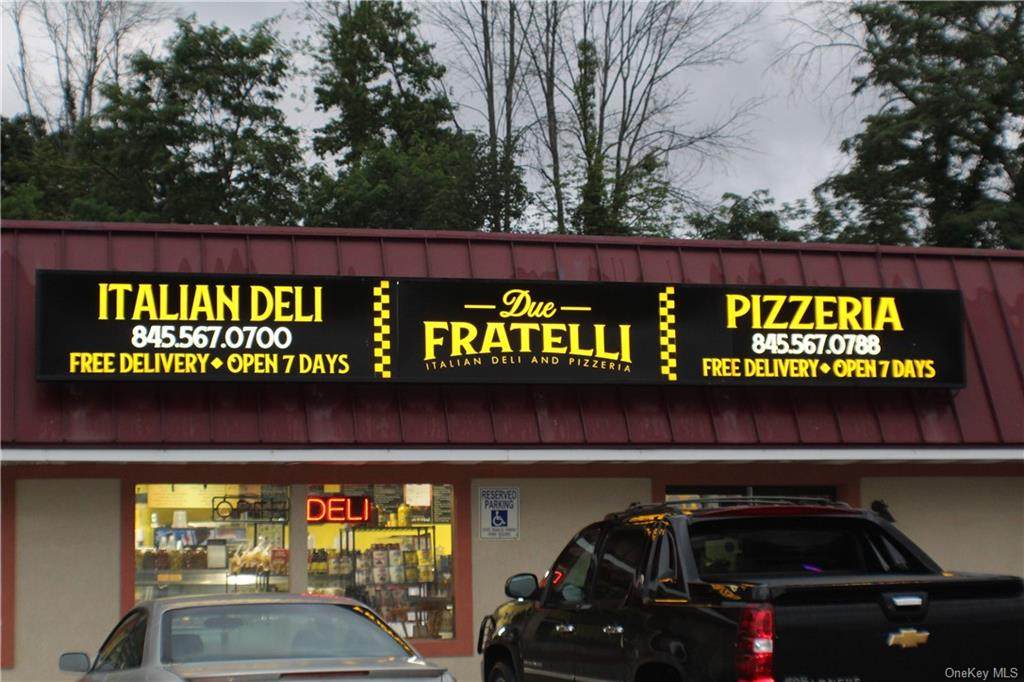 ITALIAN DELI
845.567.0700
FREE DELIVERY ◆ OPEN 7 DAYS
Due
FRATELLI
ITALIAN DELI AND PIZZERIA
PIZZERIA
845.567.0788
FREE DELIVERY ◆ OPEN 7 DAYS
DELI
RESERVED
PARKING
OneKey MLS